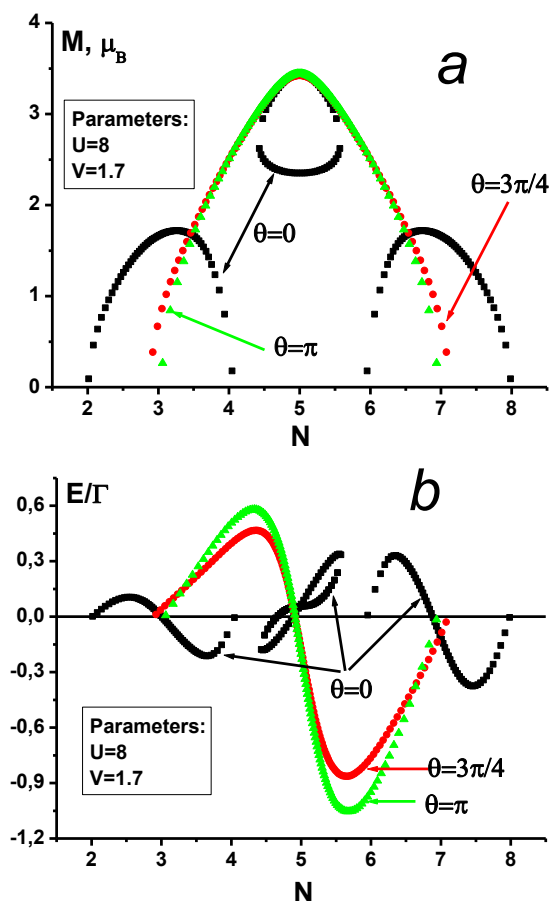 M, μB
a
4
3
2
1
0
Parameters:
U=8
V=1.7
θ=0
θ=3π/4
θ=π
2 3 4 5 6 7 8
N
E/Γ
b
0,6
0,3
0,0
-0,3
-0,6
-0,9
-1,2
θ=0
Parameters:
U=8
V=1.7
θ=3π/4
θ=π
2 3 4 5 6 7 8
N